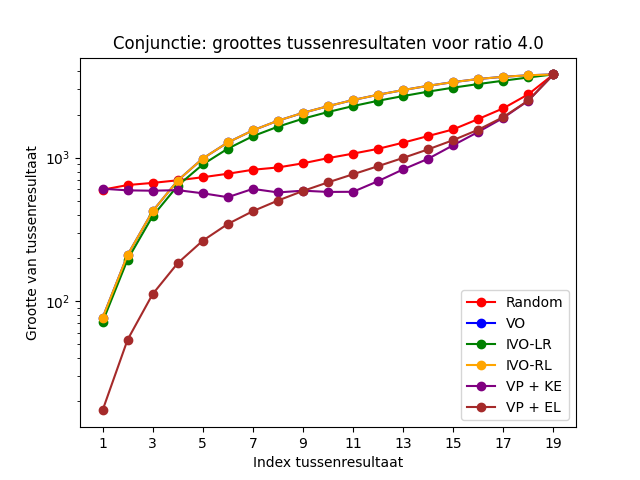 Conjunctie: groottes tussenresultaten voor ratio 4.0
Grootte van tussenresultaat
10³
10²
Random
VO
IVO-LR
IVO-RL
VP + KE
VP + EL
1 3 5 7 9 11 13 15 17 19
Index tussenresultaat